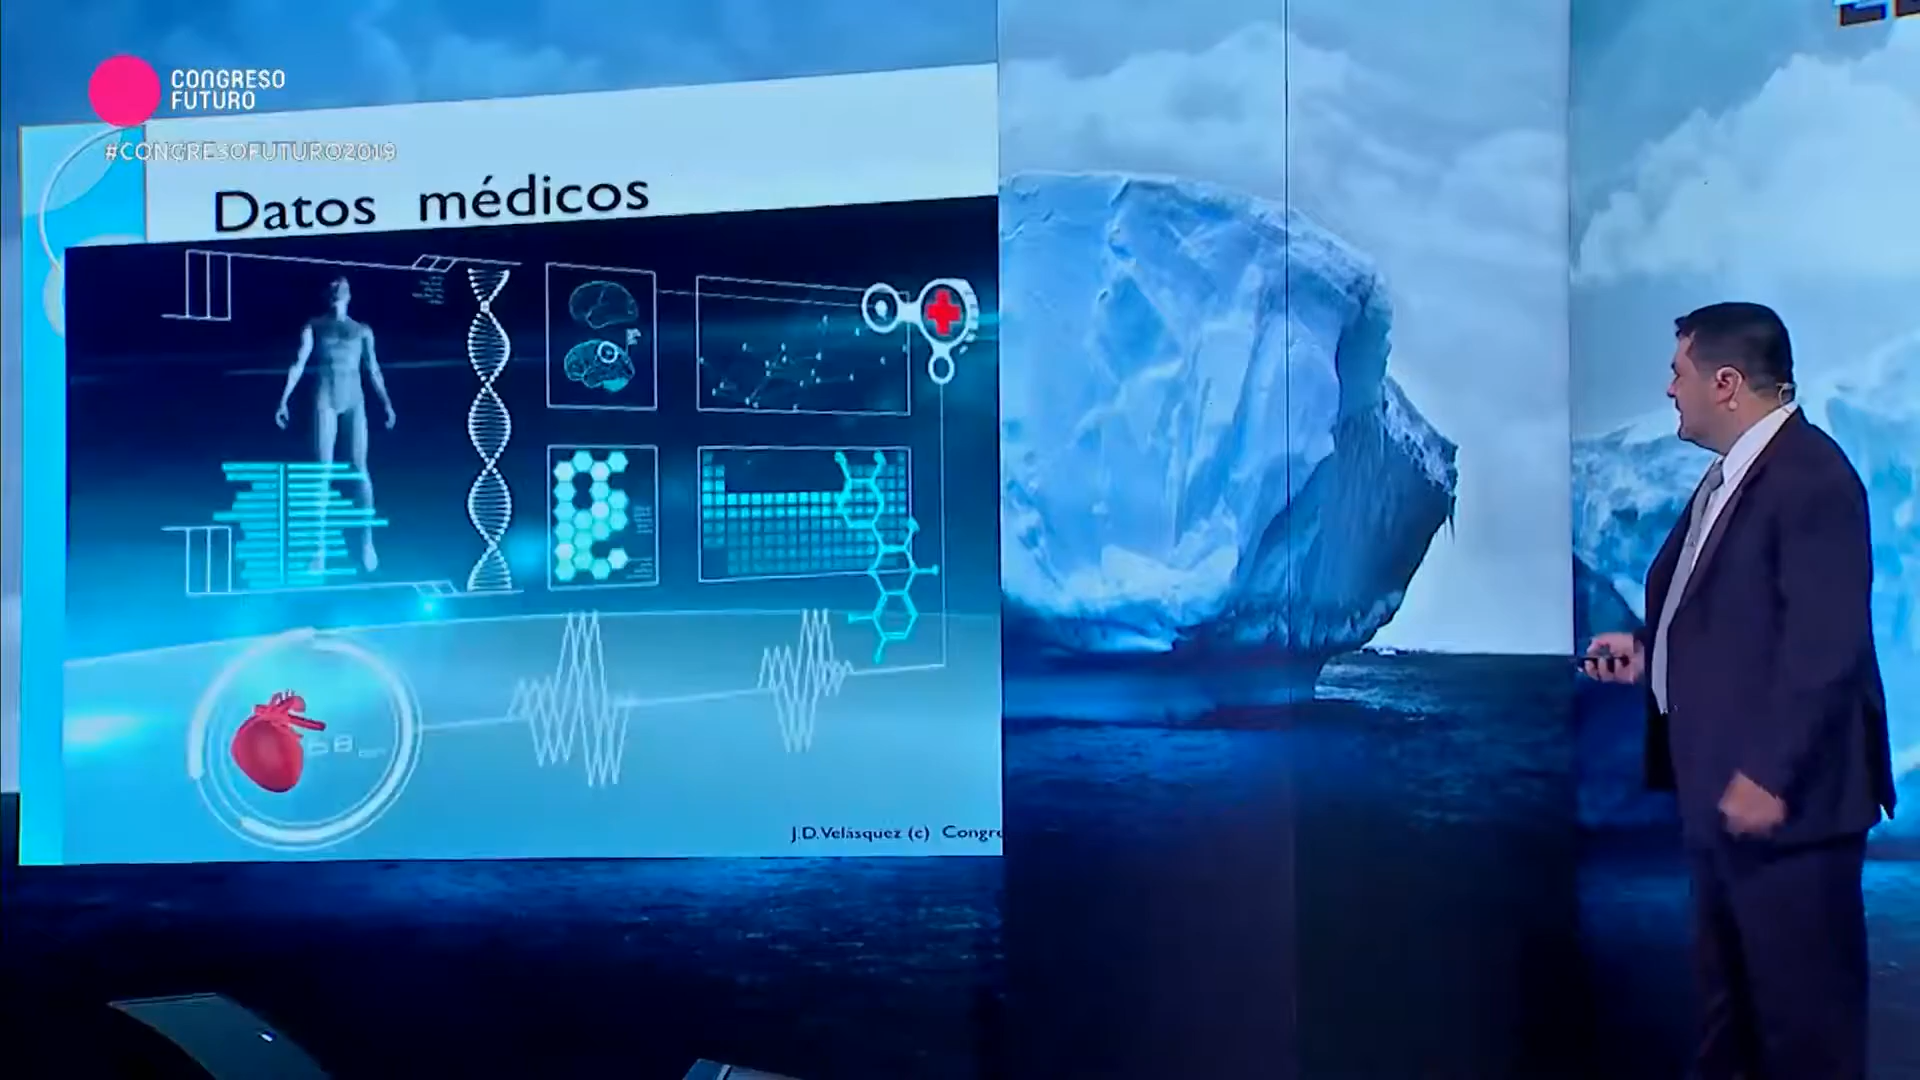 CONGRESO
FUTURO
#CONGRESOFUTURO2019
Datos médicos
J.D.Velásquez (c) Congre